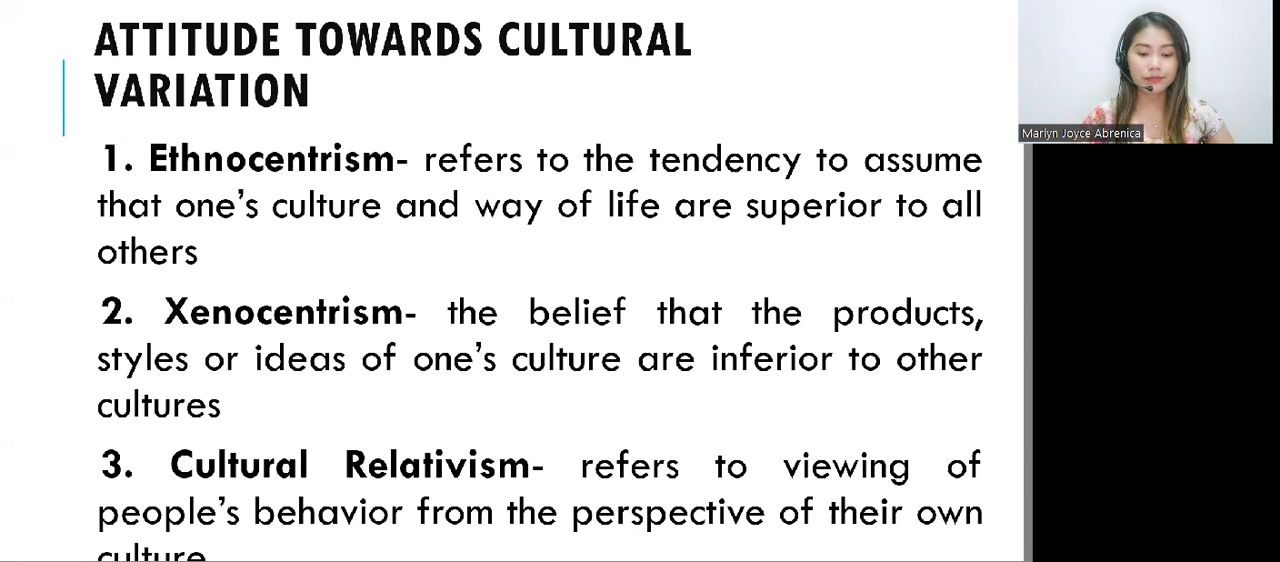 ATTITUDE TOWARDS CULTURAL
VARIATION
1. Ethnocentrism- refers to the tendency to assume
that one's culture and way of life are superior to all
others
2. Xenocentrism- the belief that the products,
styles or ideas of one's culture are inferior to other
cultures
3. Cultural Relativism- refers to viewing of
people's behavior from the perspective of their own
culture
Marlyn Joyce Abrenica